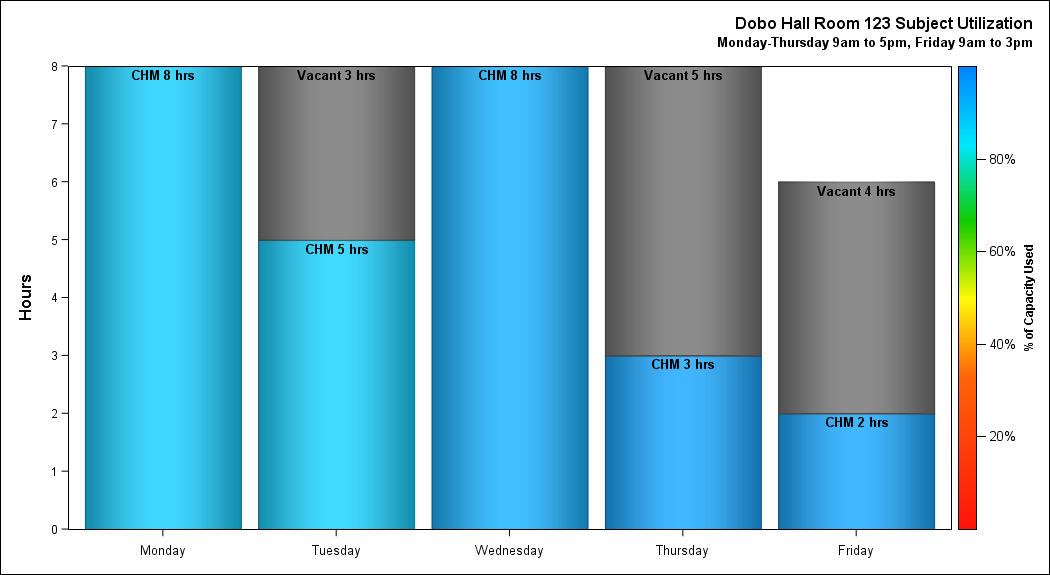 Dobo Hall Room 123 Subject Utilization
Monday-Thursday 9am to 5pm, Friday 9am to 3pm
8
7
6
5
4
3
2
1
0
Hours
CHM 8 hrs
Vacant 3 hrs
CHM 5 hrs
CHM 8 hrs
Vacant 5 hrs
CHM 3 hrs
Vacant 4 hrs
CHM 2 hrs
Monday
Tuesday
Wednesday
Thursday
Friday
80%
60%
40%
20%
% of Capacity Used